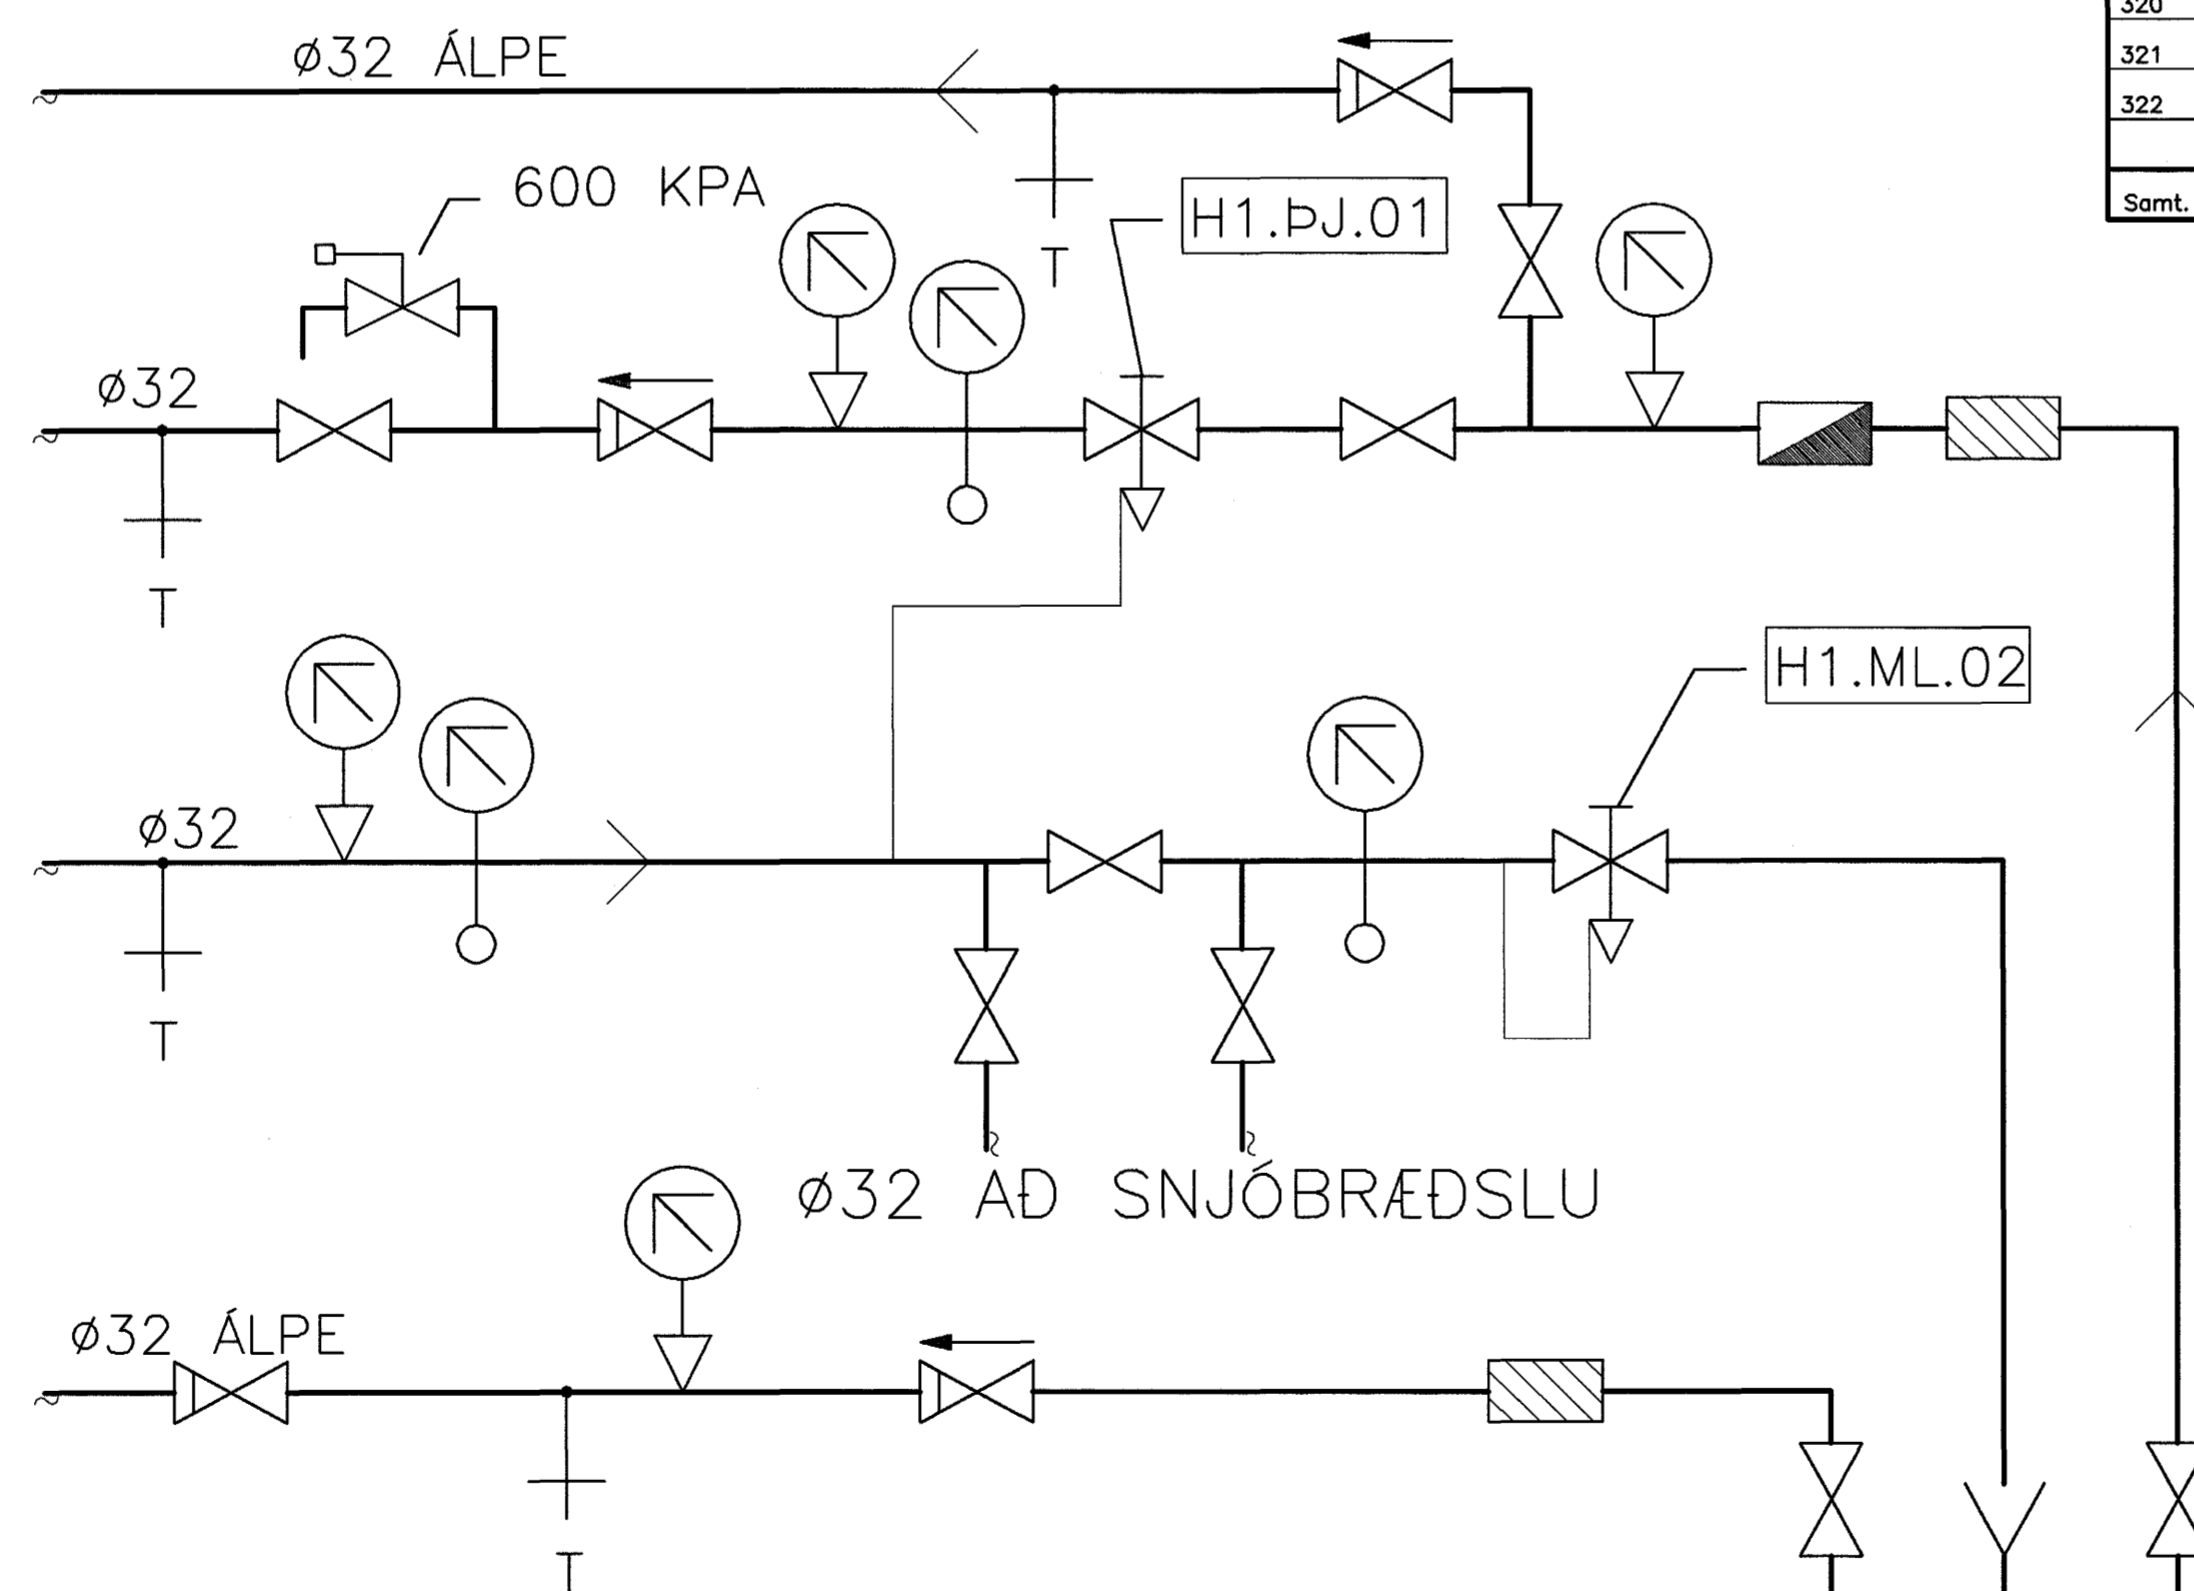 320
ø32 ÁLPE
321
322
600 KPA
H1.ÞJ.01
Samt.
T
ø32
T
H1.ML.02
ø32
T
ø32 AÐ SNJÓBRÆÐSLU
ø32 ÁLPE
T